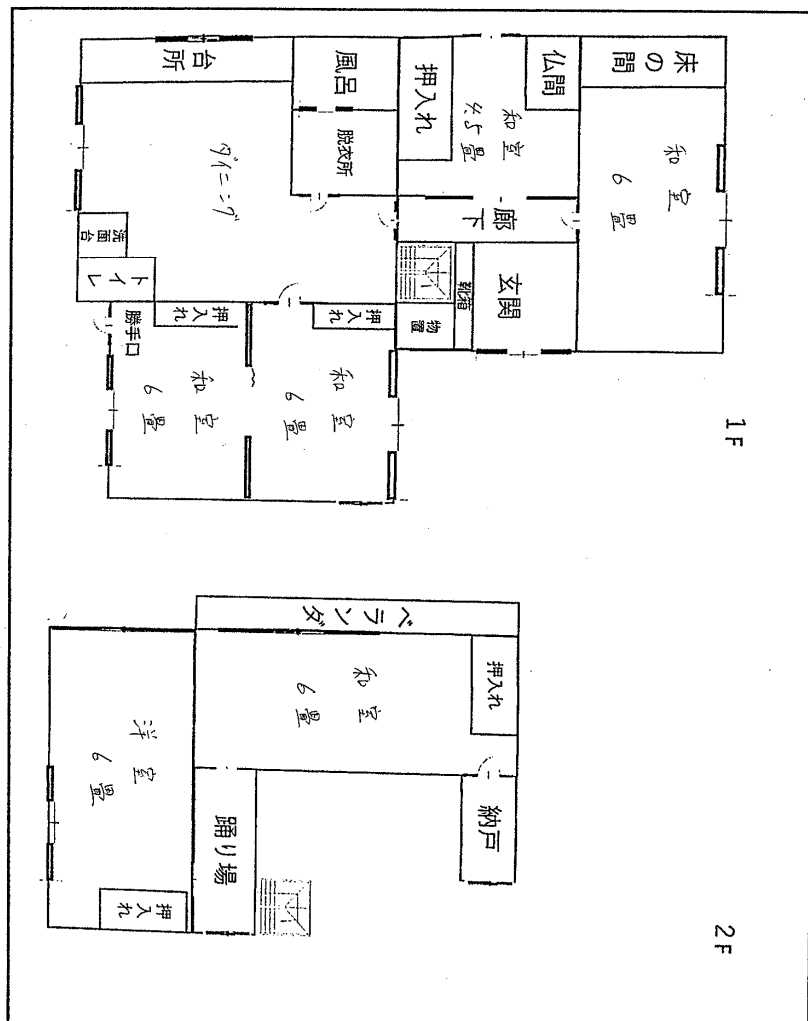 台所
風呂
押入れ
仏間
床の間
脱衣所
和室
4.5畳
和室
6畳
ダイニング
廊下
洗面台
トイレ
靴箱
玄関
物置
勝手口
押入れ
押入れ
和室
6畳
和室
6畳
1F
ベランダ
和室
6畳
押入れ
洋室
6畳
踊り場
納戸
押入れ
2F